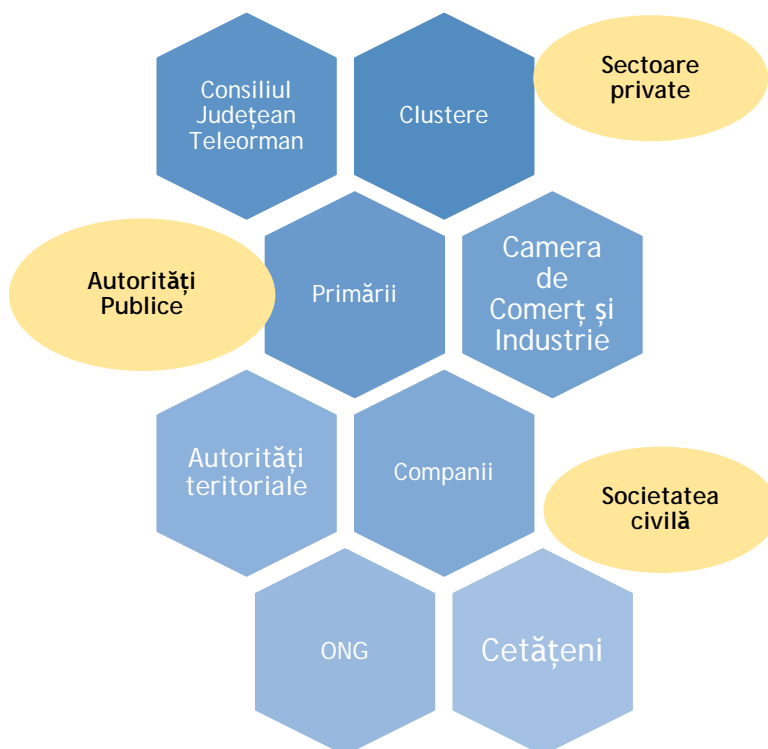 Consiliul
Județean
Teleorman
Clustere
Sectoare
private
Autorități
Publice
Primării
Camera
de
Comerț și
Industrie
Autorități
teritoriale
Companii
Societatea
civilă
ONG
Cetățeni